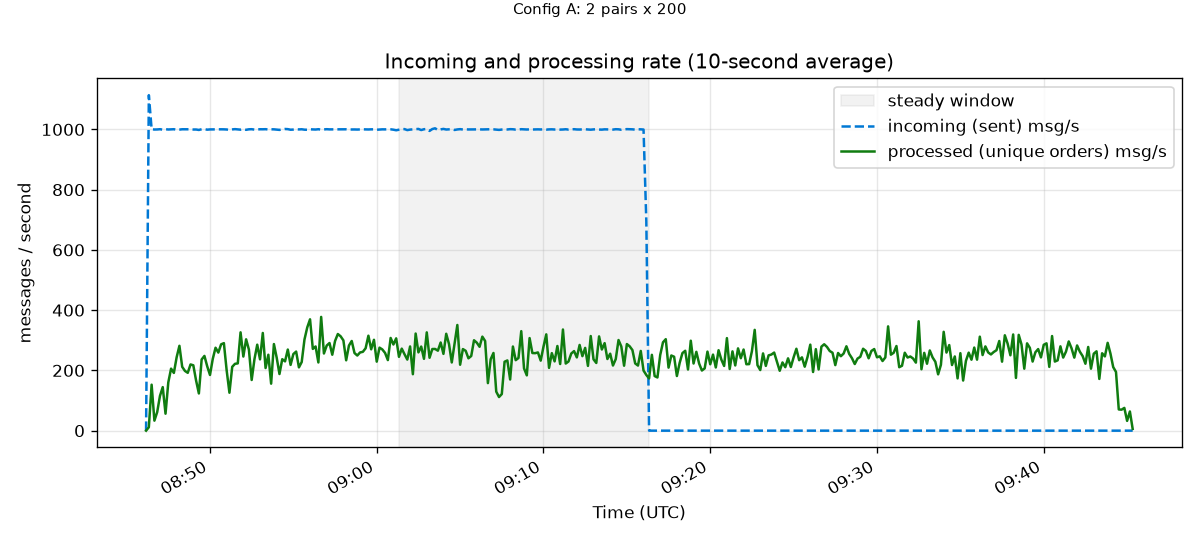 Config A: 2 pairs x 200
Incoming and processing rate (10-second average)
steady window
incoming (sent) msg/s
processed (unique orders) msg/s
messages / second
1000
800
600
400
200
0
08:50
09:00
09:10
09:20
09:30
09:40
Time (UTC)